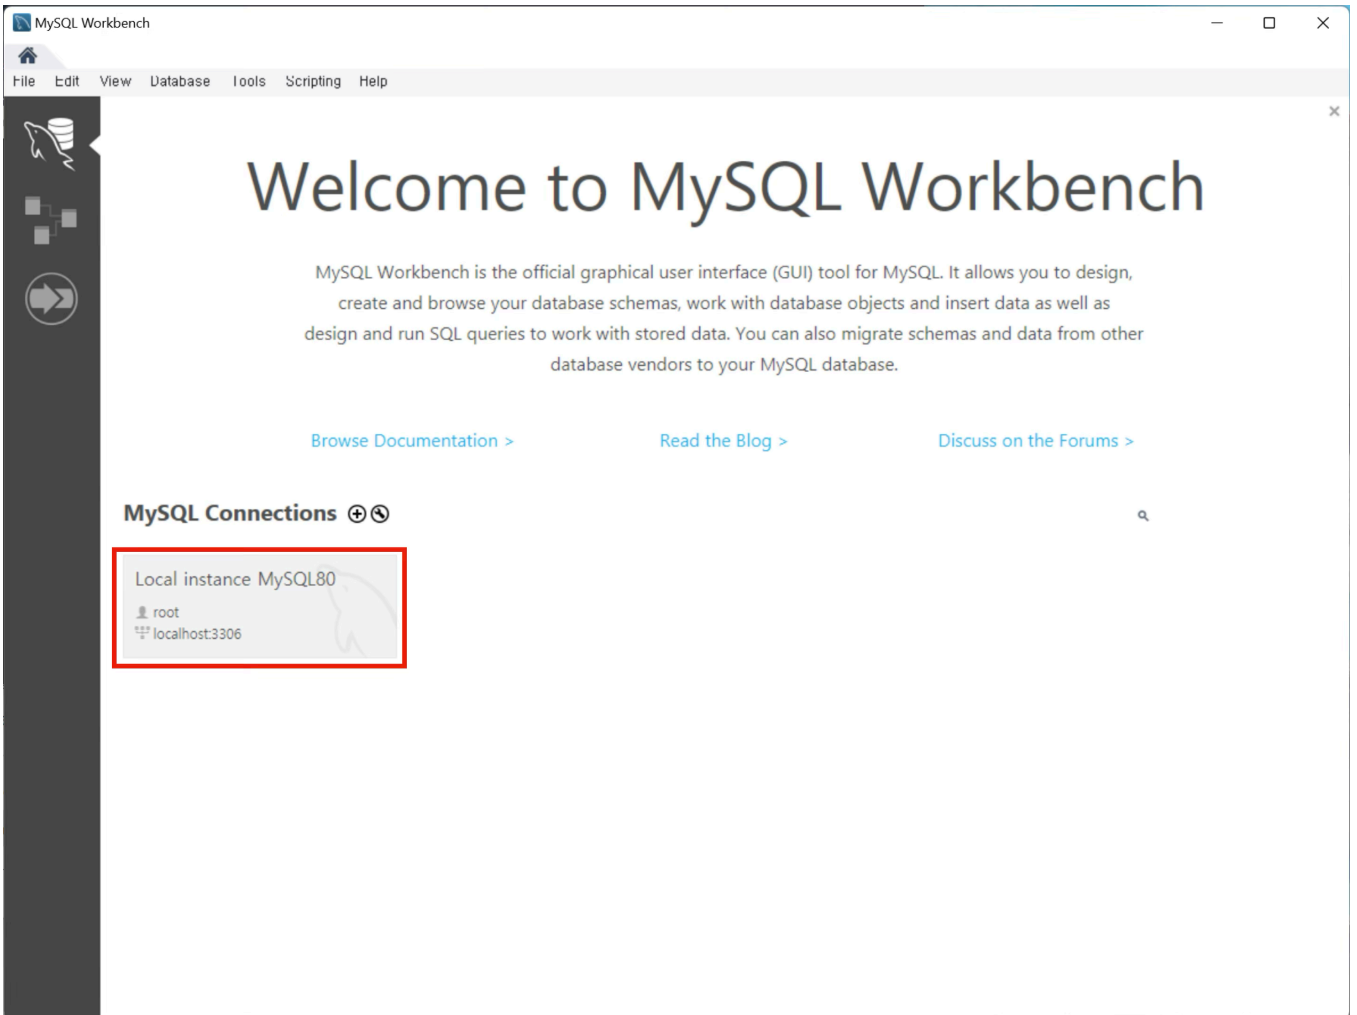 MySQL Workbench
File Edit View Database Tools Scripting Help
Welcome to MySQL Workbench
MySQL Workbench is the official graphical user interface (GUI) tool for MySQL. It allows you to design,
create and browse your database schemas, work with database objects and insert data as well as
design and run SQL queries to work with stored data. You can also migrate schemas and data from other
database vendors to your MySQL database.
Browse Documentation > Read the Blog > Discuss on the Forums >
MySQL Connections
Local instance MySQL80
root
localhost:3306